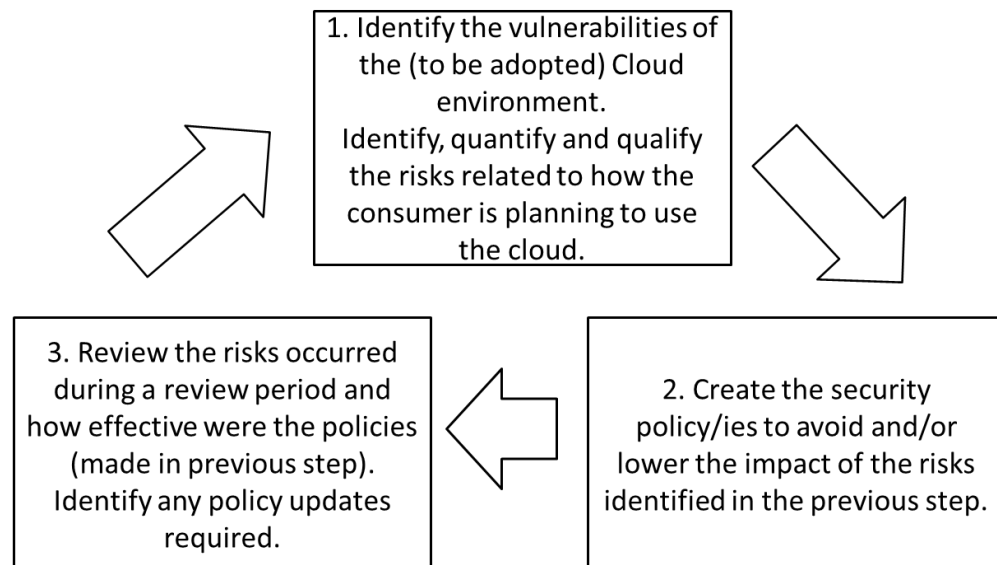 1. Identify the vulnerabilities of
the (to be adopted) Cloud
environment.
Identify, quantify and qualify
the risks related to how the
consumer is planning to use
the cloud.
2. Create the security
policy/ies to avoid and/or
lower the impact of the risks
identified in the previous step.
3. Review the risks occurred
during a review period and
how effective were the policies
(made in previous step).
Identify any policy updates
required.